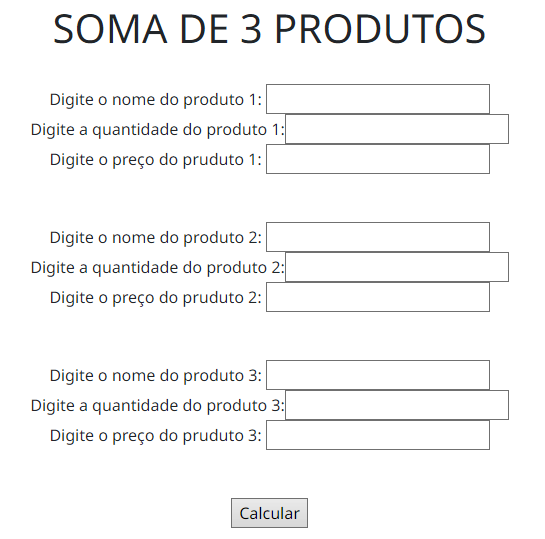 SOMA DE 3 PRODUTOS
Digite o nome do produto 1:
Digite a quantidade do produto 1:
Digite o preço do pruduto 1:
Digite o nome do produto 2:
Digite a quantidade do produto 2:
Digite o preço do pruduto 2:
Digite o nome do produto 3:
Digite a quantidade do produto 3:
Digite o preço do pruduto 3:
Calcular